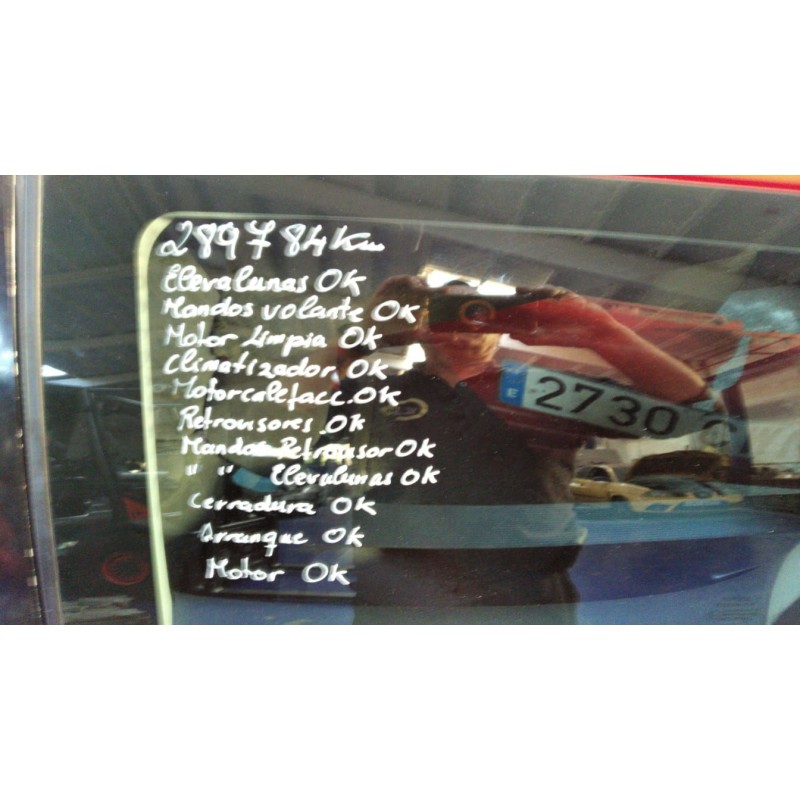 289784 Km
Elevalunas OK
Mandos volante OK
Motor Limpia OK
Climatizador. OK
Motorcalefacc. OK
Retrovisores. OK
Mandos Retrovisor OK
" " Elevalunas OK
Cerradura OK
Arranque OK
Motor OK
E 2730